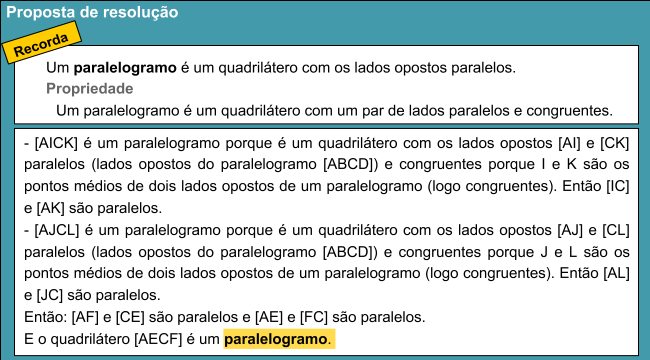 Proposta de resolução
Recorda
Um paralelogramo é um quadrilátero com os lados opostos paralelos.
Propriedade
Um paralelogramo é um quadrilátero com um par de lados paralelos e congruentes.
- [AICK] é um paralelogramo porque é um quadrilátero com os lados opostos [AI] e [CK]
paralelos (lados opostos do paralelogramo [ABCD]) e congruentes porque I e K são os
pontos médios de dois lados opostos de um paralelogramo (logo congruentes). Então [IC]
e [AK] são paralelos.
- [AJCL] é um paralelogramo porque é um quadrilátero com os lados opostos [AJ] e [CL]
paralelos (lados opostos do paralelogramo [ABCD]) e congruentes porque J e L são os
pontos médios de dois lados opostos de um paralelogramo (logo congruentes). Então [AL]
e [JC] são paralelos.
Então: [AF] e [CE] são paralelos e [AE] e [FC] são paralelos.
E o quadrilátero [AECF] é um paralelogramo.